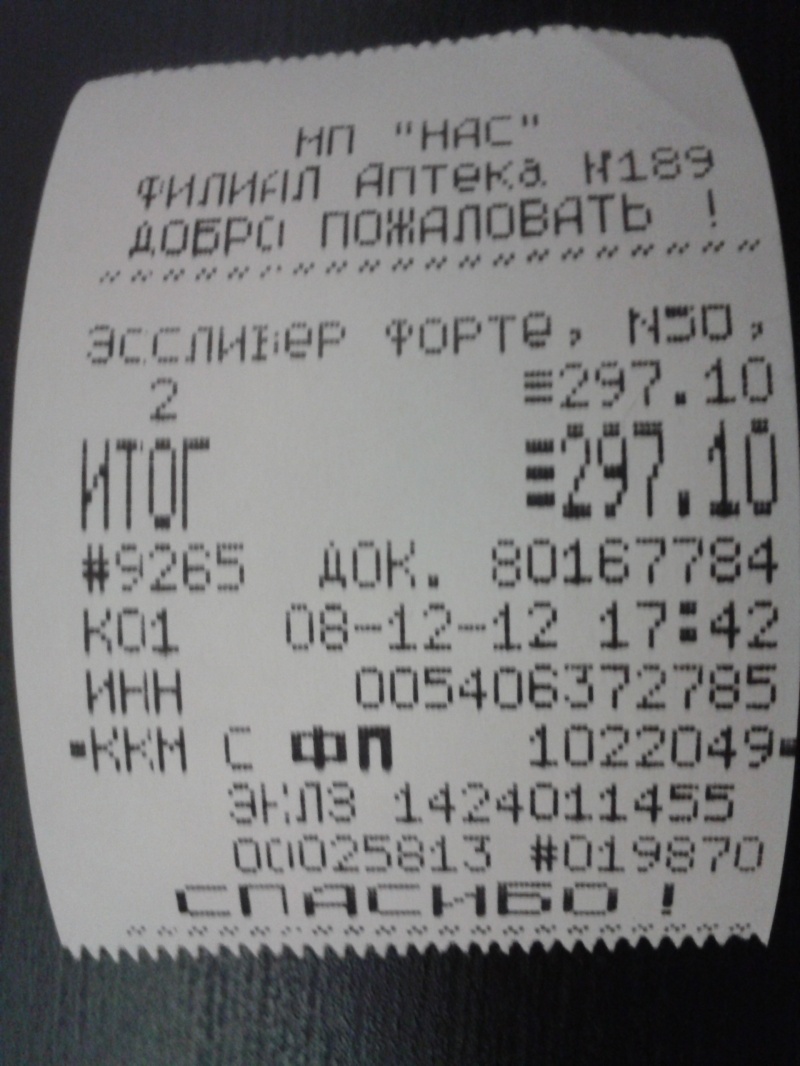 МП "НАС"
ФИЛИАЛ Аптека №189
ДОБРО ПОЖАЛОВАТЬ !
ЭССЛИВеР ФОРТе, N50,
2 ≡297.10
ИТОГ ≡297.10
#9265 ДОК. 80167784
К01 08-12-12 17:42
ИНН 005406372785
ККМ С ФП 1022049
ЭКЛЗ 1424011455
00025813 #019870
СПАСИБО!